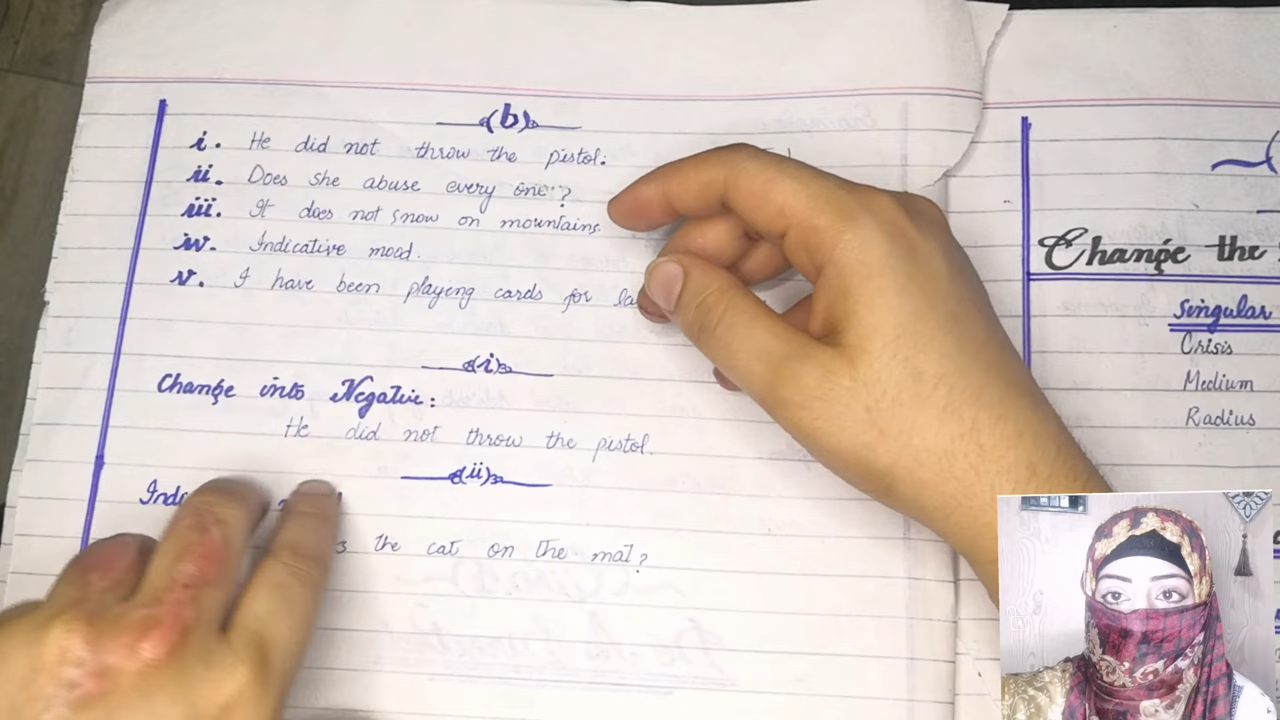 (b)
i. He did not throw the pistol.
ii. Does she abuse every one?
iii. It does not snow on mountains.
iv. Indicative mood.
v. I have been playing cards for
(i)
Change into Negative:
He did not throw the pistol.
(ii)
the cat on the mat?
Change the
Singular
Crisis
Medium
Radius